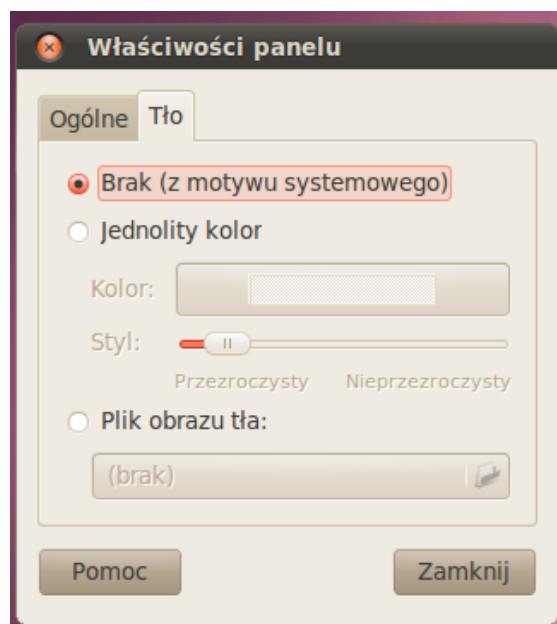 Właściwości panelu
Ogólne Tło
Brak (z motywu systemowego)
Jednolity kolor
Kolor:
Styl:
Przezroczysty Nieprzezroczysty
Plik obrazu tła:
(brak)
Pomoc Zamknij